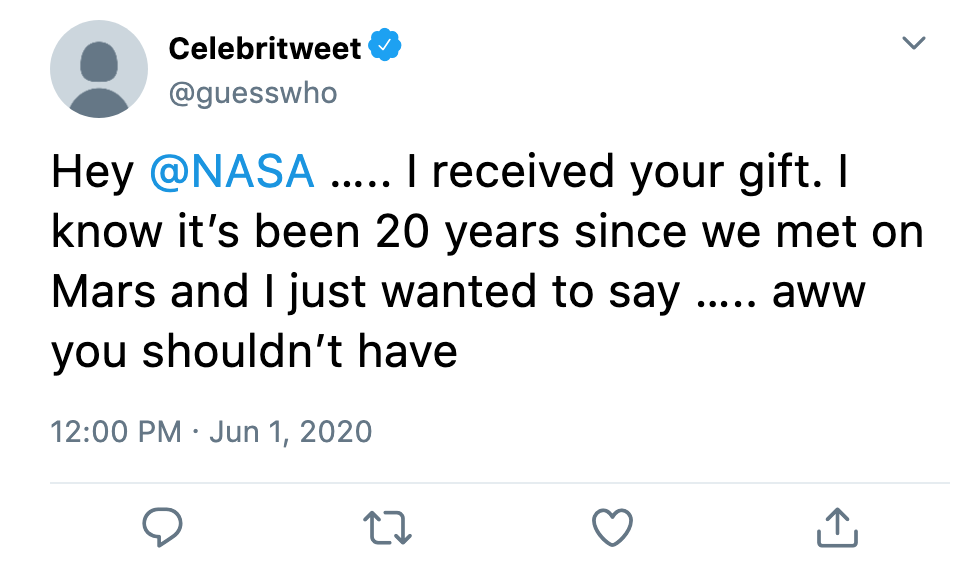 Celebritweet
@guesswho
Hey @NASA ..... I received your gift. I
know it’s been 20 years since we met on
Mars and I just wanted to say ..... aww
you shouldn’t have
12:00 PM · Jun 1, 2020